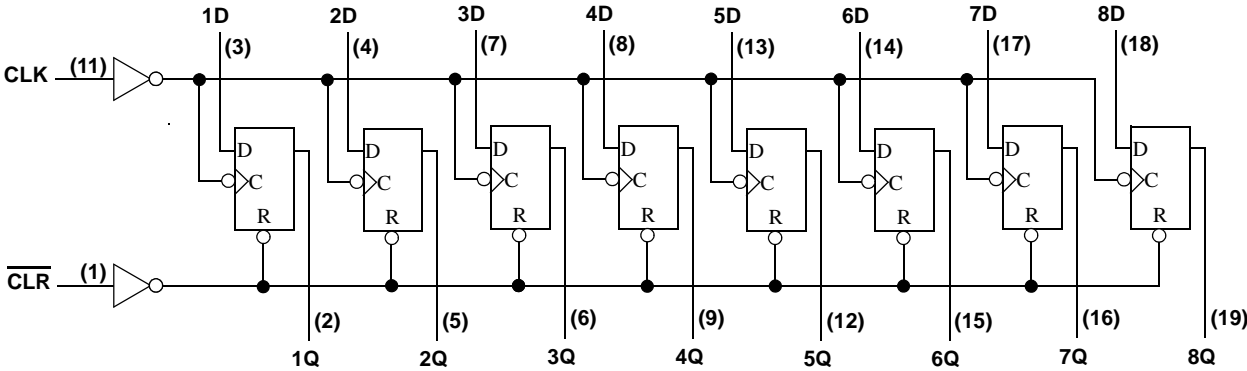 1D 2D 3D 4D 5D 6D 7D 8D
(3) (4) (7) (8) (13) (14) (17) (18)
CLK (11)
D D D D D D D D
C C C C C C C C
R R R R R R R R
CLR (1)
(2) (5) (6) (9) (12) (15) (16) (19)
1Q 2Q 3Q 4Q 5Q 6Q 7Q 8Q